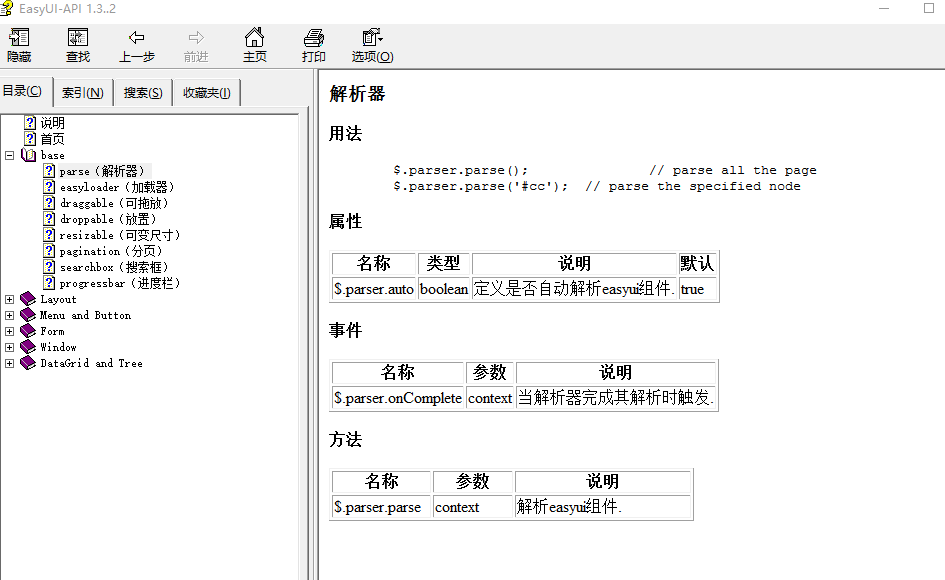 EasyUI-API 1.3..2
隐藏 查找 上一步 前进 主页 打印 选项(O)
目录(C) 索引(N) 搜索(S) 收藏夹(I)
说明
首页
base
parse（解析器）
easyloader（加载器）
draggable（可拖放）
droppable（放置）
resizable（可变尺寸）
pagination（分页）
searchbox（搜索框）
progressbar（进度栏）
Layout
Menu and Button
Form
Window
DataGrid and Tree
解析器
用法
$.parser.parse(); // parse all the page
$.parser.parse('#cc'); // parse the specified node
属性
名称 类型 说明 默认
$.parser.auto boolean 定义是否自动解析easyui组件. true
事件
名称 参数 说明
$.parser.onComplete context 当解析器完成其解析时触发.
方法
名称 参数 说明
$.parser.parse context 解析easyui组件.